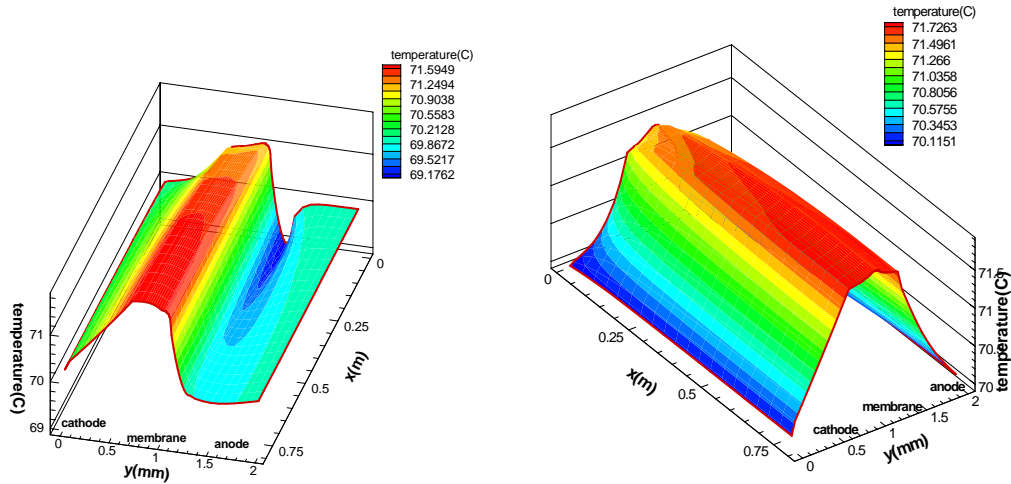 temperature(C)
71.5949
71.2494
70.9038
70.5583
70.2128
69.8672
69.5217
69.1762
temperature(C)
71
70
69
cathode
membrane
anode
0
0.5
1
1.5
2
y(mm)
0
0.25
0.5
0.75
x(m)
temperature(C)
71.7263
71.4961
71.266
71.0358
70.8056
70.5755
70.3453
70.1151
0
0.25
0.5
0.75
x(m)
cathode
membrane
anode
0
0.5
1
1.5
2
y(mm)
71.5
71
70.5
70
temperature(C)